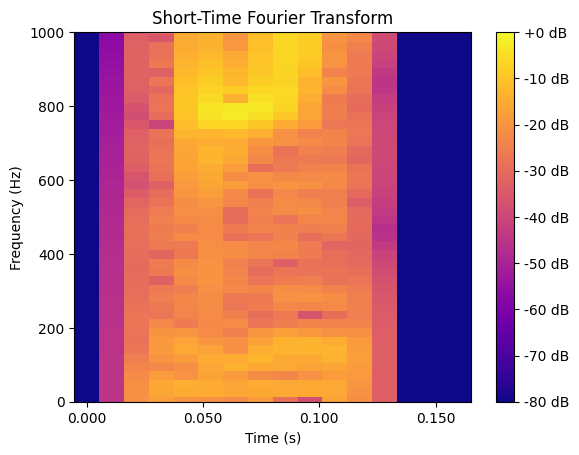 Short-Time Fourier Transform
1000
800
600
400
200
0
Frequency (Hz)
0.000
0.050
0.100
0.150
Time (s)
+0 dB
-10 dB
-20 dB
-30 dB
-40 dB
-50 dB
-60 dB
-70 dB
-80 dB